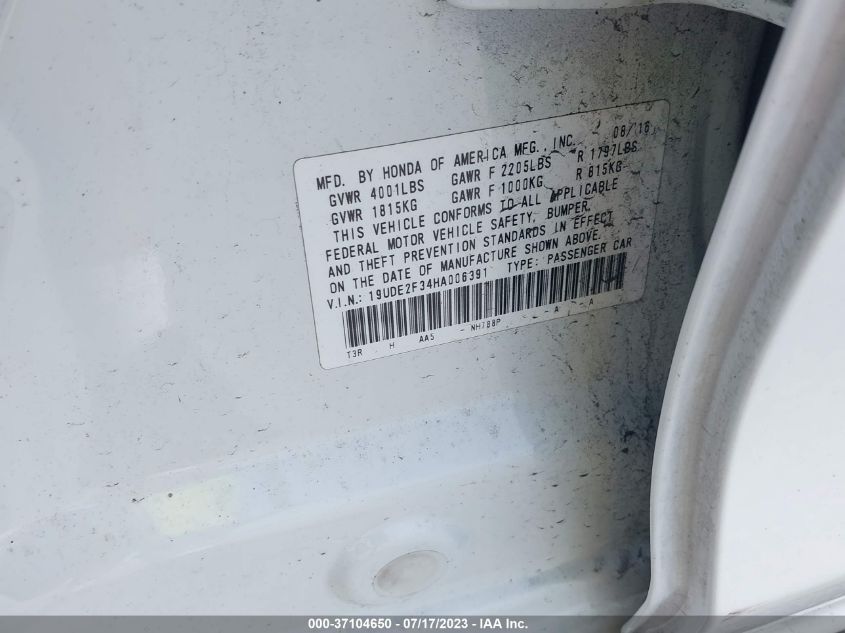 MFD. BY HONDA OF AMERICA MFG., INC. 08/16
GVWR 4001LBS GAWR F 2205LBS R 1797LBS
GVWR 1815KG GAWR F 1000KG R 815KG
THIS VEHICLE CONFORMS TO ALL APPLICABLE
FEDERAL MOTOR VEHICLE SAFETY, BUMPER,
AND THEFT PREVENTION STANDARDS IN EFFECT
ON THE DATE OF MANUFACTURE SHOWN ABOVE.
V.I.N.: 19UDE2F34HA006391 TYPE: PASSENGER CAR
T3R H AA5 - NH788P - A - A
000-37104650 - 07/17/2023 - IAA Inc.